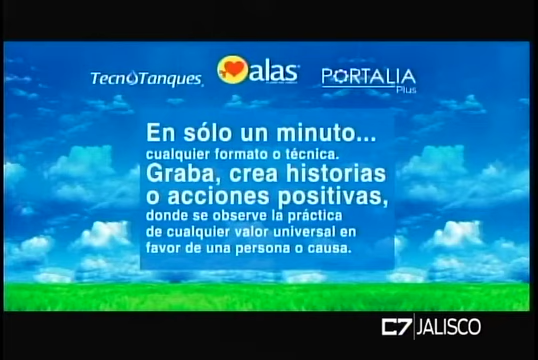 TECNOTANQUES
alas
PORTALIA
Plus
En sólo un minuto...
cualquier formato o técnica.
Graba, crea historias
o acciones positivas,
donde se observe la práctica
de cualquier valor universal en
favor de una persona o causa.
C7 JALISCO